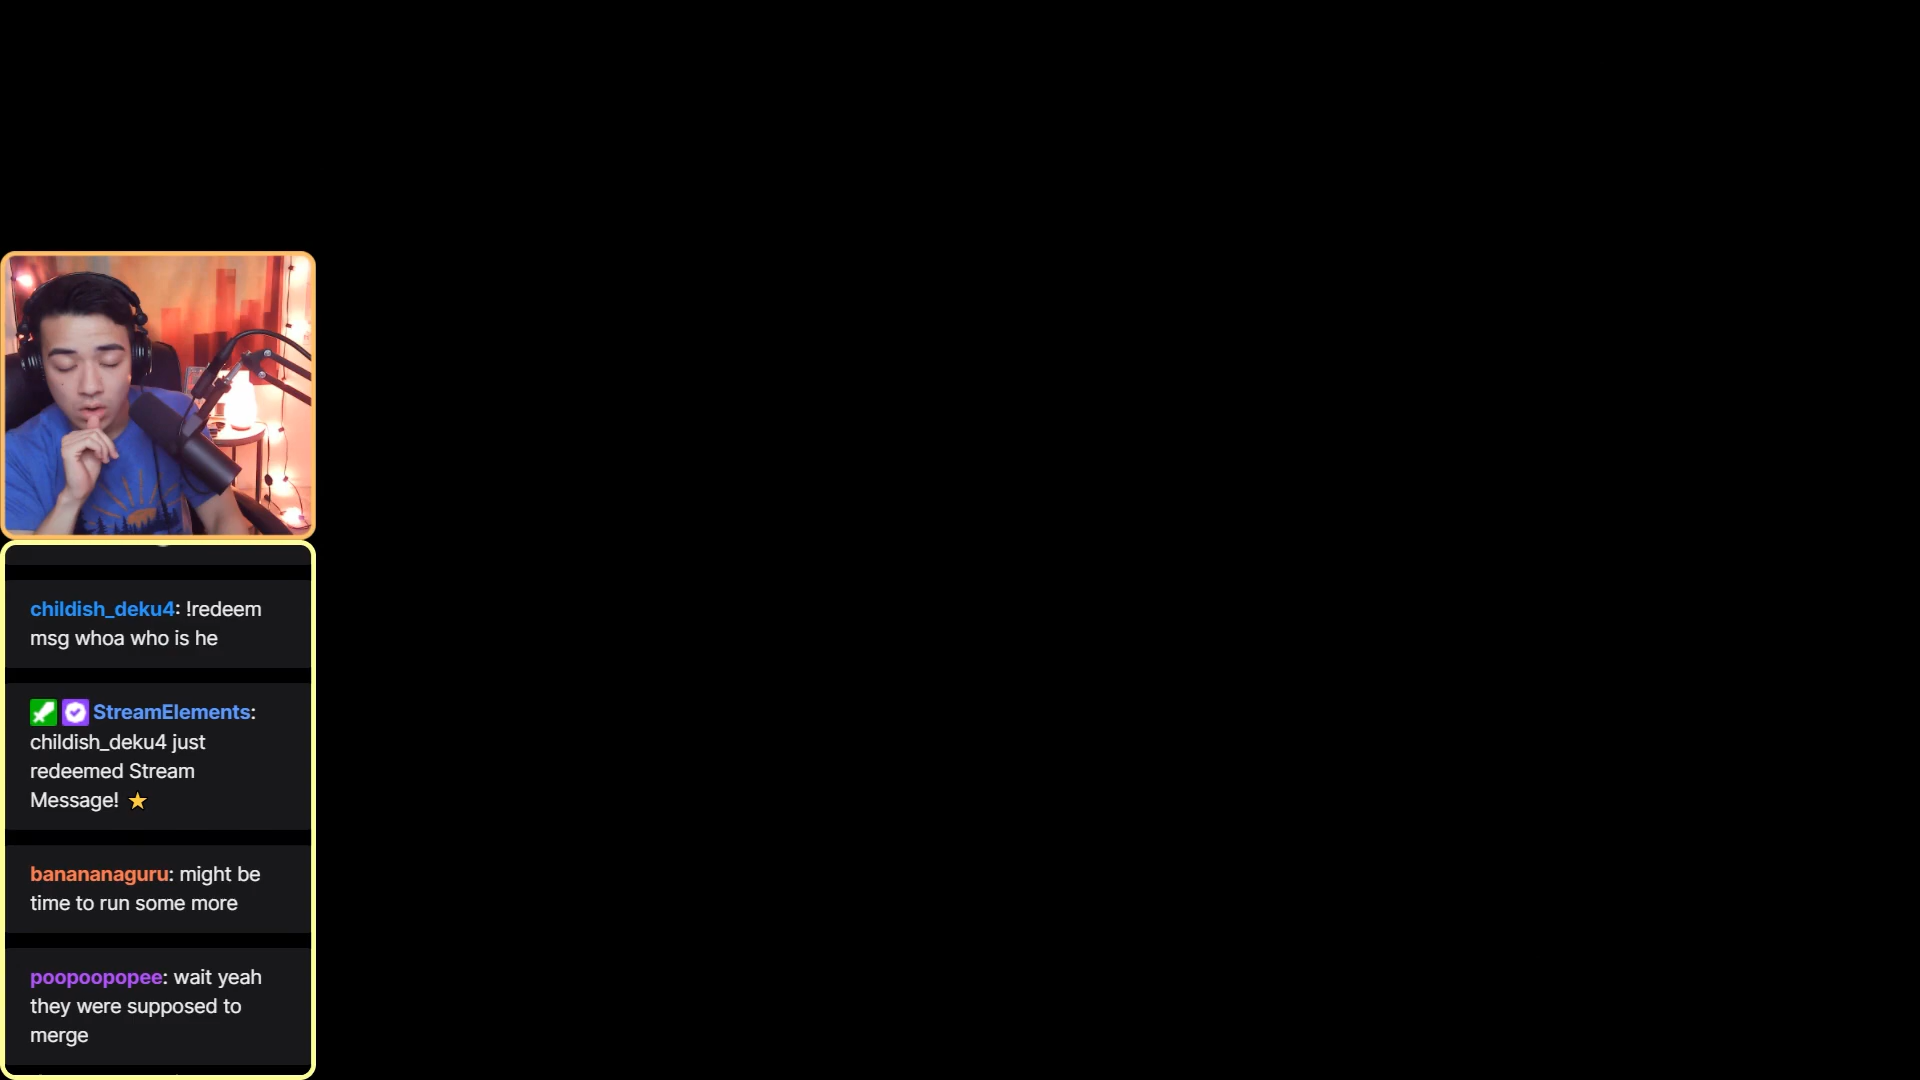 childish_deku4: !redeem
msg whoa who is he
StreamElements:
childish_deku4 just
redeemed Stream
Message! ⭐
banananaguru: might be
time to run some more
poopoopopee: wait yeah
they were supposed to
merge